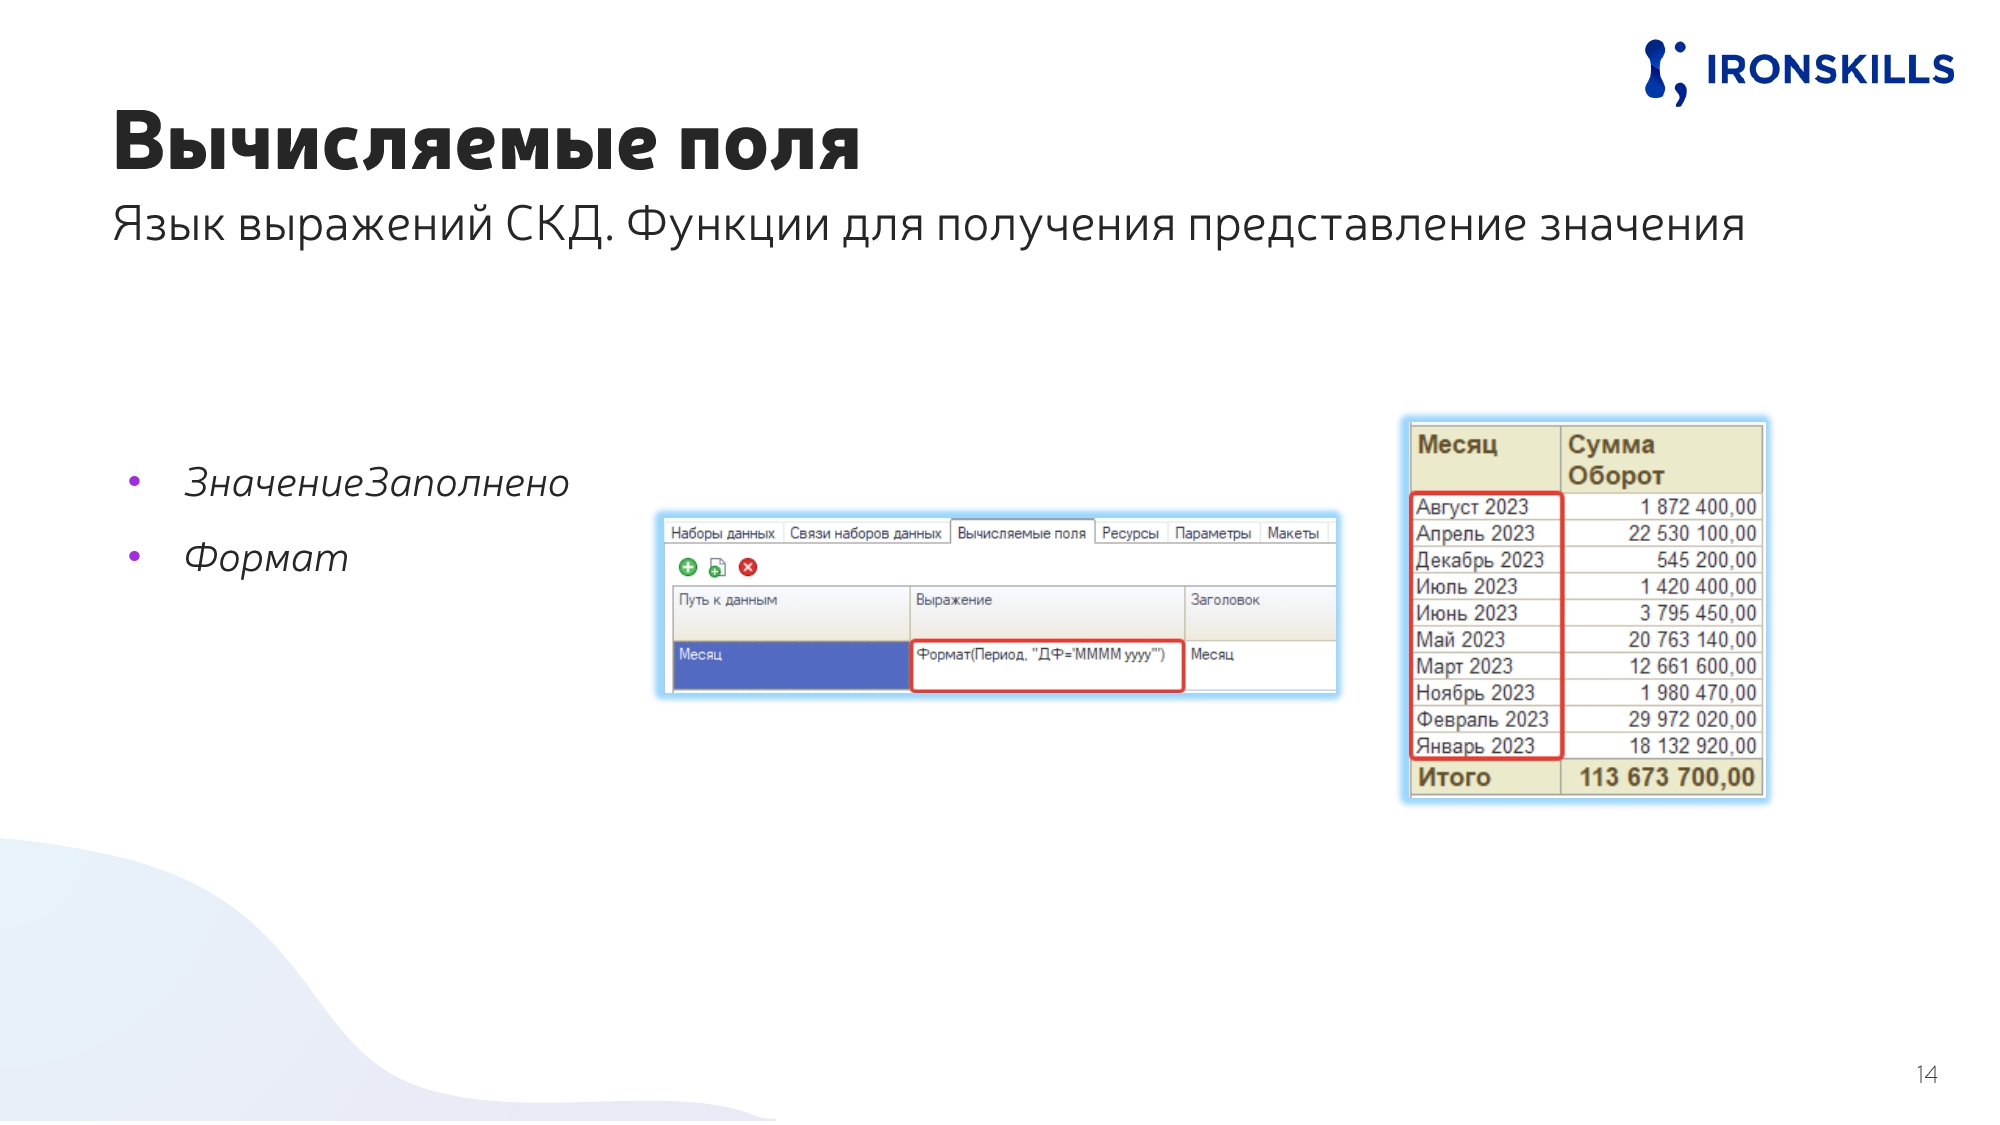 IRONSKILLS
Вычисляемые поля
Язык выражений СКД. Функции для получения представление значения
• ЗначениеЗаполнено
• Формат
Наборы данных Связи наборов данных Вычисляемые поля Ресурсы Параметры Макеты
Путь к данным Выражение Заголовок
Месяц Формат(Период, "ДФ='ММММ yyyy'") Месяц
Месяц Сумма
Оборот
Август 2023 1 872 400,00
Апрель 2023 22 530 100,00
Декабрь 2023 545 200,00
Июль 2023 1 420 400,00
Июнь 2023 3 795 450,00
Май 2023 20 763 140,00
Март 2023 12 661 600,00
Ноябрь 2023 1 980 470,00
Февраль 2023 29 972 020,00
Январь 2023 18 132 920,00
Итого 113 673 700,00
14